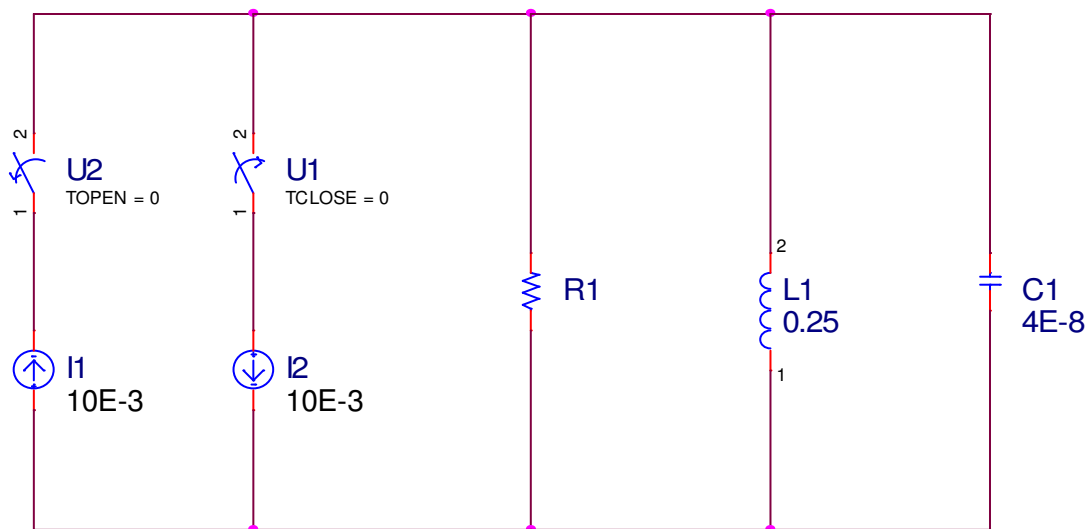 2
U2
TOPEN = 0
1
2
U1
TCLOSE = 0
1
I1
10E-3
I2
10E-3
R1
2
L1
0.25
1
C1
4E-8